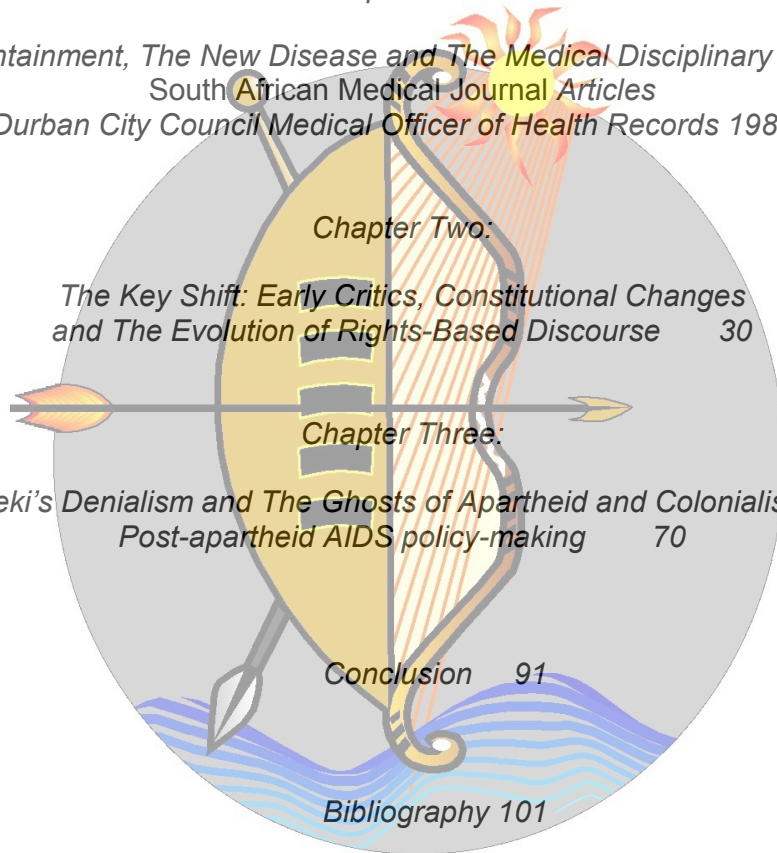 ntainment, The New Disease and The Medical Disciplinary
South African Medical Journal Articles
Durban City Council Medical Officer of Health Records 198
Chapter Two:
The Key Shift: Early Critics, Constitutional Changes
and The Evolution of Rights-Based Discourse 30
Chapter Three:
eki's Denialism and The Ghosts of Apartheid and Colonialis
Post-apartheid AIDS policy-making 70
Conclusion 91
Bibliography 101